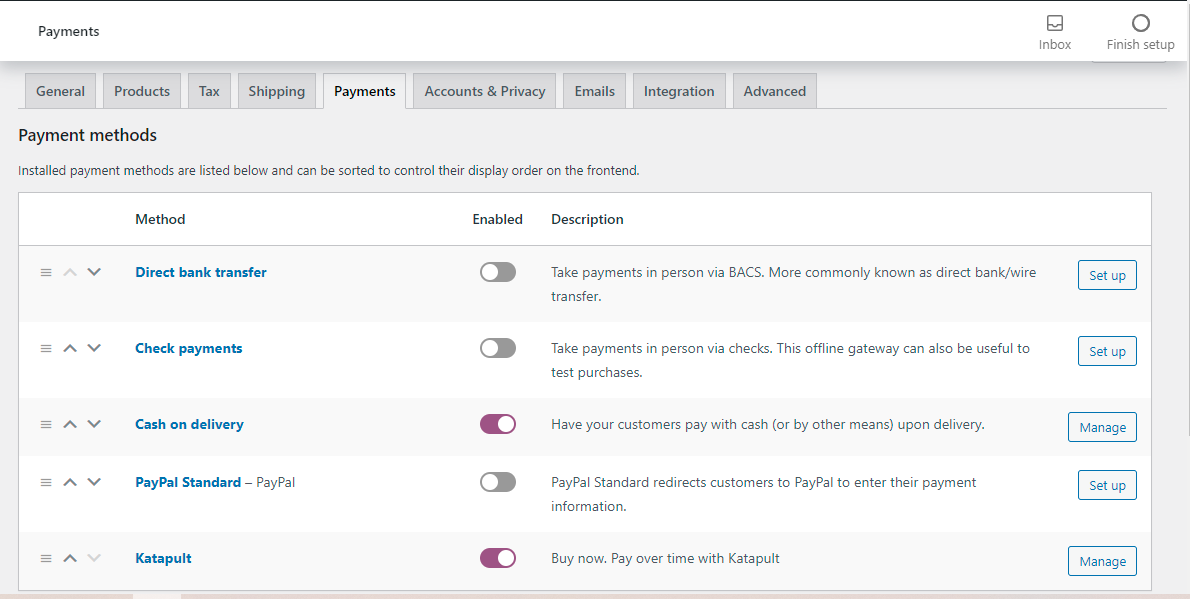 Payments
Inbox
Finish setup
General
Products
Tax
Shipping
Payments
Accounts & Privacy
Emails
Integration
Advanced
Payment methods
Installed payment methods are listed below and can be sorted to control their display order on the frontend.
Method
Enabled
Description
Direct bank transfer
Take payments in person via BACS. More commonly known as direct bank/wire
transfer.
Set up
Check payments
Take payments in person via checks. This offline gateway can also be useful to
test purchases.
Set up
Cash on delivery
Have your customers pay with cash (or by other means) upon delivery.
Manage
PayPal Standard – PayPal
PayPal Standard redirects customers to PayPal to enter their payment
information.
Set up
Katapult
Buy now. Pay over time with Katapult
Manage